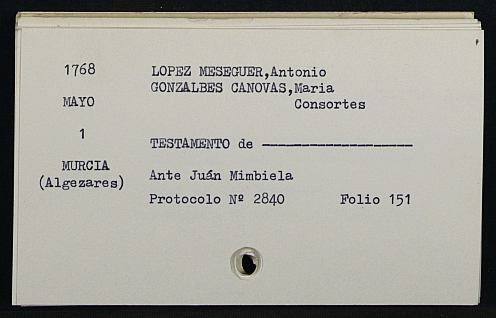 1768
LOPEZ MESEGUER,Antonio
GONZALBES CANOVAS,Maria
MAYO
Consortes
1
TESTAMENTO de -------------------
MURCIA
(Algezares)
Ante Juán Mimbiela
Protocolo Nº 2840 Folio 151